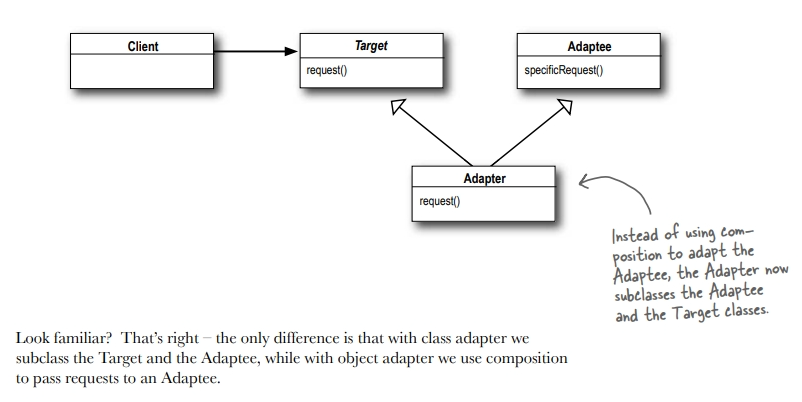 Client
Target
request()
Adaptee
specificRequest()
Adapter
request()
Instead of using com-
position to adapt the
Adaptee, the Adapter now
subclasses the Adaptee
and the Target classes.
Look familiar?  That's right – the only difference is that with class adapter we
subclass the Target and the Adaptee, while with object adapter we use composition
to pass requests to an Adaptee.